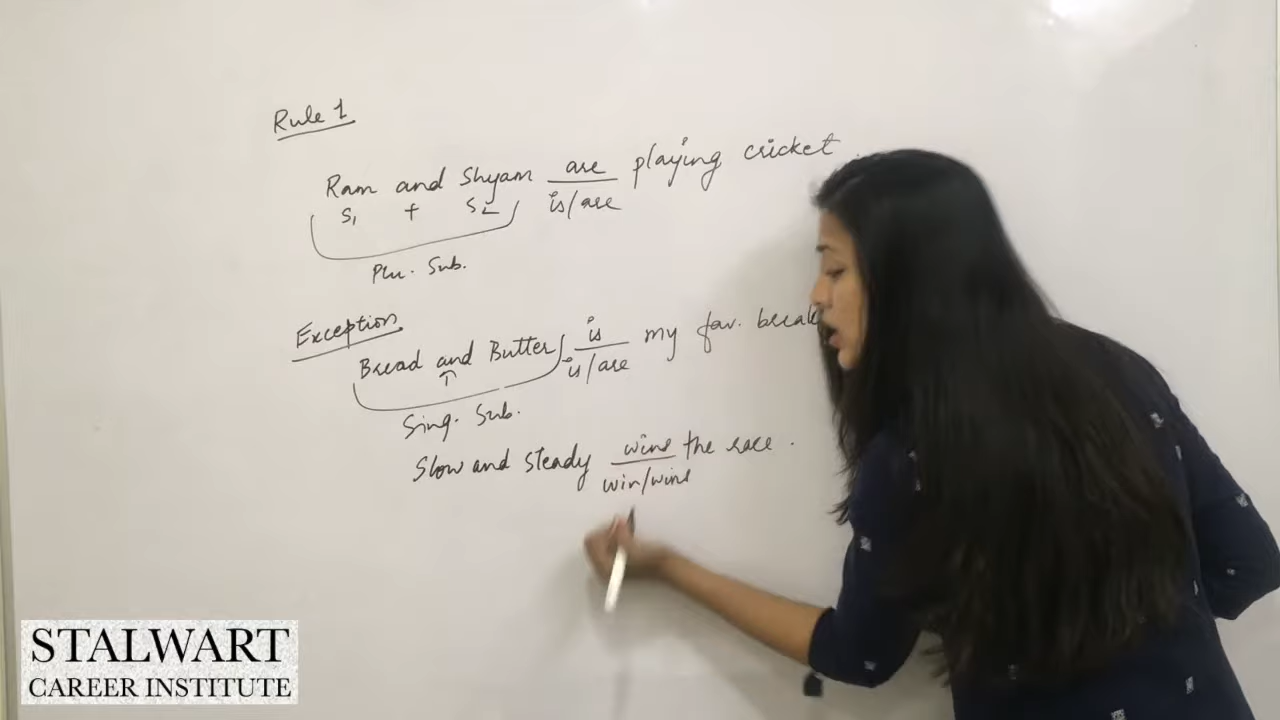 Rule 1
Ram and Shyam are playing cricket.
S1 + S2 is/are
Plu. Sub.
Exception
Bread and Butter is my fav.
is/are
Sing. Sub.
Slow and steady wins the race.
win/wins
STALWART
CAREER INSTITUTE